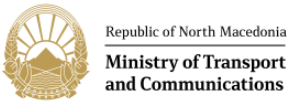 Republic of North Macedonia
Ministry of Transport
and Communications